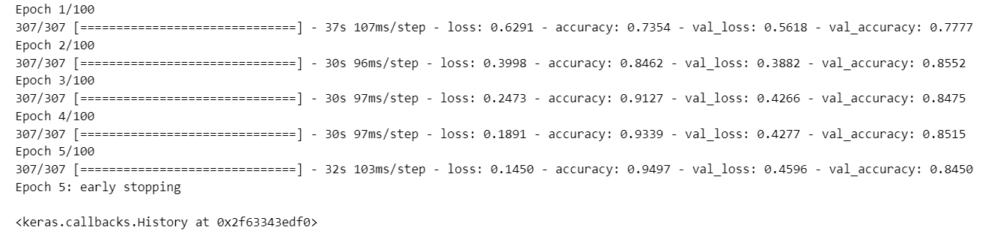 Epoch 1/100
307/307 [==============================] - 37s 107ms/step - loss: 0.6291 - accuracy: 0.7354 - val_loss: 0.5618 - val_accuracy: 0.7777
Epoch 2/100
307/307 [==============================] - 30s 96ms/step - loss: 0.3998 - accuracy: 0.8462 - val_loss: 0.3882 - val_accuracy: 0.8552
Epoch 3/100
307/307 [==============================] - 30s 97ms/step - loss: 0.2473 - accuracy: 0.9127 - val_loss: 0.4266 - val_accuracy: 0.8475
Epoch 4/100
307/307 [==============================] - 30s 97ms/step - loss: 0.1891 - accuracy: 0.9339 - val_loss: 0.4277 - val_accuracy: 0.8515
Epoch 5/100
307/307 [==============================] - 32s 103ms/step - loss: 0.1450 - accuracy: 0.9497 - val_loss: 0.4596 - val_accuracy: 0.8450
Epoch 5: early stopping
<keras.callbacks.History at 0x2f63343edf0>